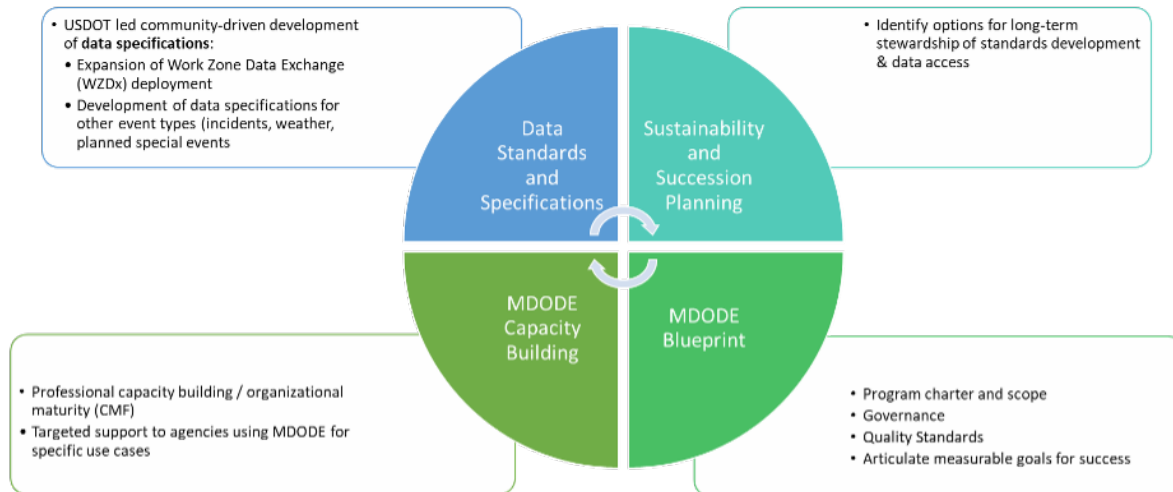 • USDOT led community-driven development
of data specifications:
• Expansion of Work Zone Data Exchange
(WZDx) deployment
• Development of data specifications for
other event types (incidents, weather,
planned special events
• Identify options for long-term
stewardship of standards development
& data access
Data
Standards
and
Specifications
Sustainability
and
Succession
Planning
MDODE
Capacity
Building
MDODE
Blueprint
• Professional capacity building / organizational
maturity (CMF)
• Targeted support to agencies using MDODE for
specific use cases
• Program charter and scope
• Governance
• Quality Standards
• Articulate measurable goals for success